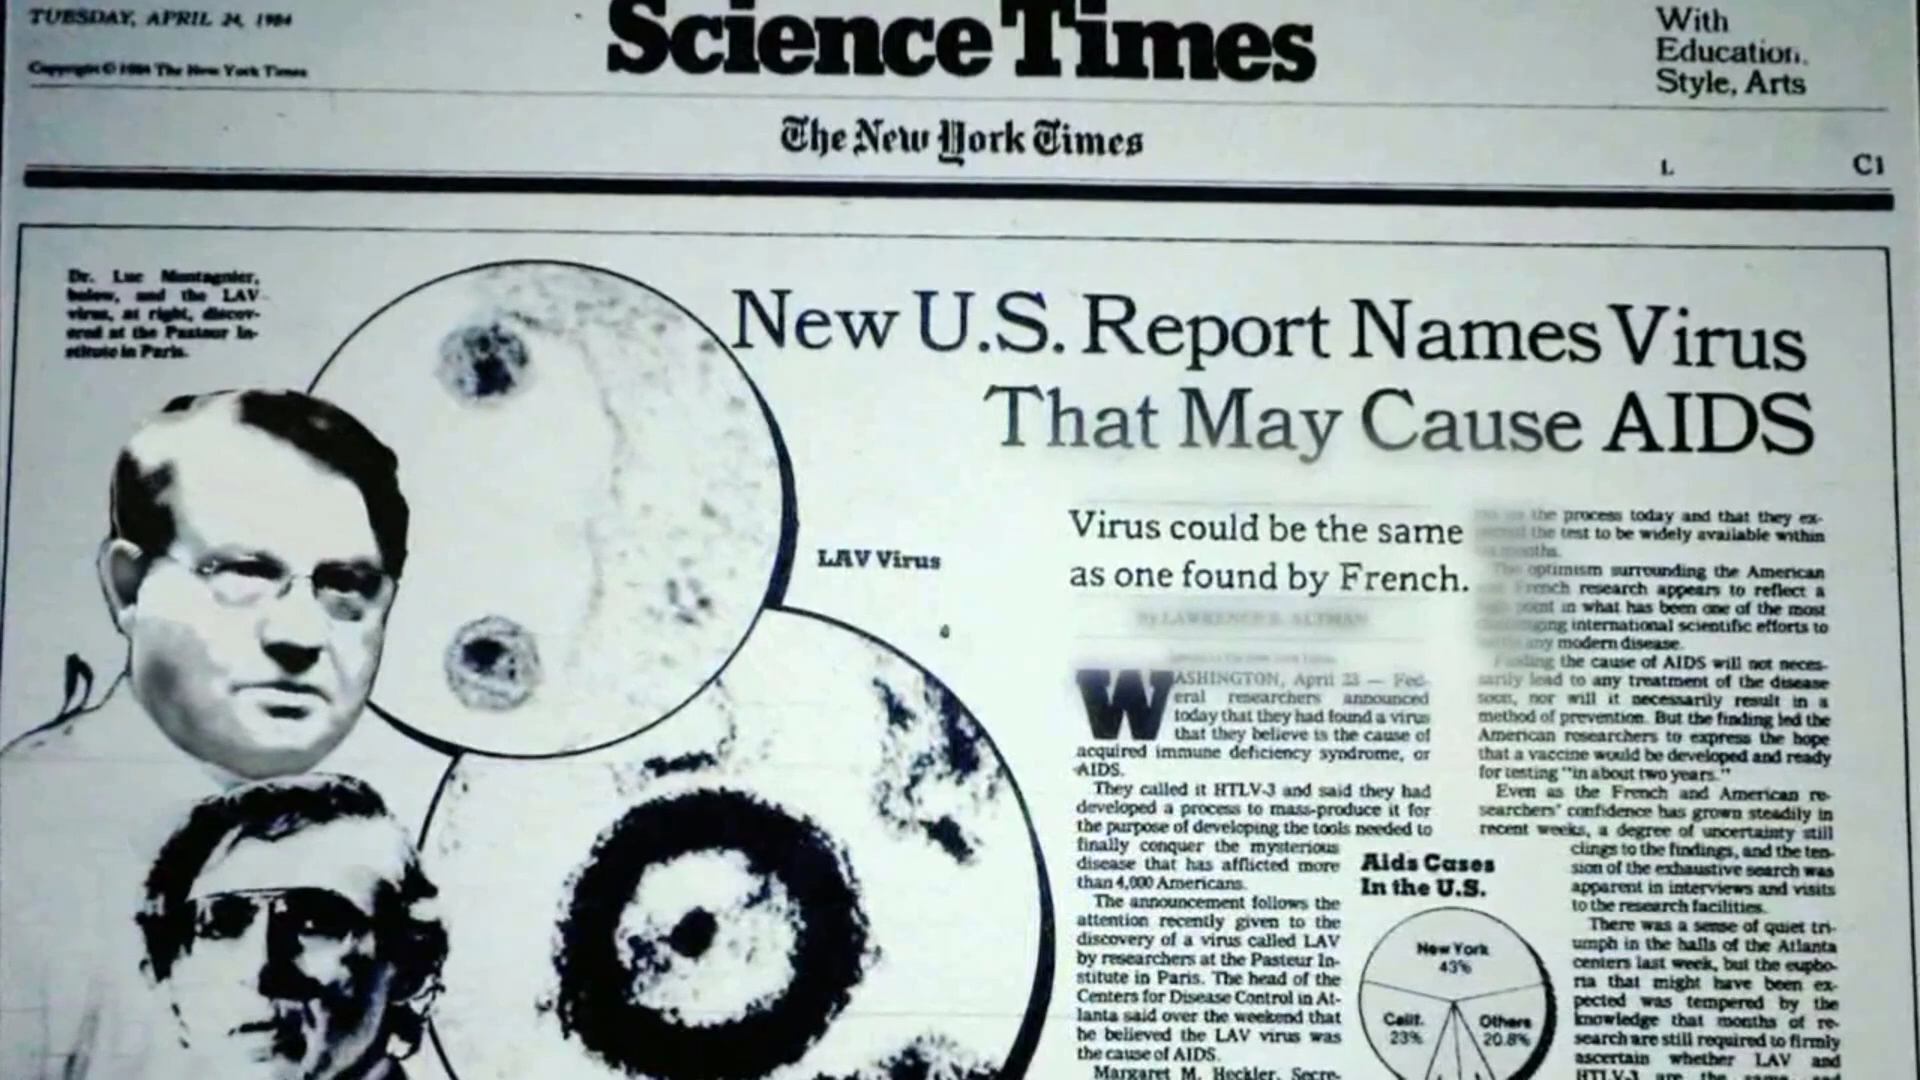 TUESDAY, APRIL 24, 1984
Copyright © 1984 The New York Times
Science Times
With
Education,
Style, Arts
The New York Times
L
C1
Dr. Luc Montagnier,
below, and the LAV
virus, at right, discov-
ered at the Pasteur In-
stitute in Paris.
New U.S. Report Names Virus
That May Cause AIDS
LAV Virus
Virus could be the same
as one found by French.
By LAWRENCE K. ALTMAN
WASHINGTON, April 23 — Fed-
eral researchers announced
today that they had found a virus
that they believe is the cause of
acquired immune deficiency syndrome, or
AIDS.
They called it HTLV-3 and said they had
developed a process to mass-produce it for
the purpose of developing the tools needed to
finally conquer the mysterious
disease that has afflicted more
than 4,000 Americans.
The announcement follows the
attention recently given to the
discovery of a virus called LAV
by researchers at the Pasteur In-
stitute in Paris. The head of the
Centers for Disease Control in At-
lanta said over the weekend that
he believed the LAV virus was
the cause of AIDS.
Margaret M. Heckler, Secre-
the process today and that they ex-
the test to be widely available within
months.
The optimism surrounding the American
French research appears to reflect a
point in what has been one of the most
international scientific efforts to
any modern disease.
Finding the cause of AIDS will not neces-
sarily lead to any treatment of the disease
soon, nor will it necessarily result in a
method of prevention. But the finding led the
American researchers to express the hope
that a vaccine would be developed and ready
for testing "in about two years."
Even as the French and American re-
searchers' confidence has grown steadily in
recent weeks, a degree of uncertainty still
clings to the findings, and the ten-
sion of the exhaustive search was
apparent in interviews and visits
to the research facilities.
There was a sense of quiet tri-
umph in the halls of the Atlanta
centers last week, but the eupho-
ria that might have been ex-
pected was tempered by the
knowledge that months of re-
search are still required to firmly
ascertain whether LAV and
HTLV-3 are the same and
Aids Cases
In the U.S.
New York
43%
Calif.
23%
Others
20.8%